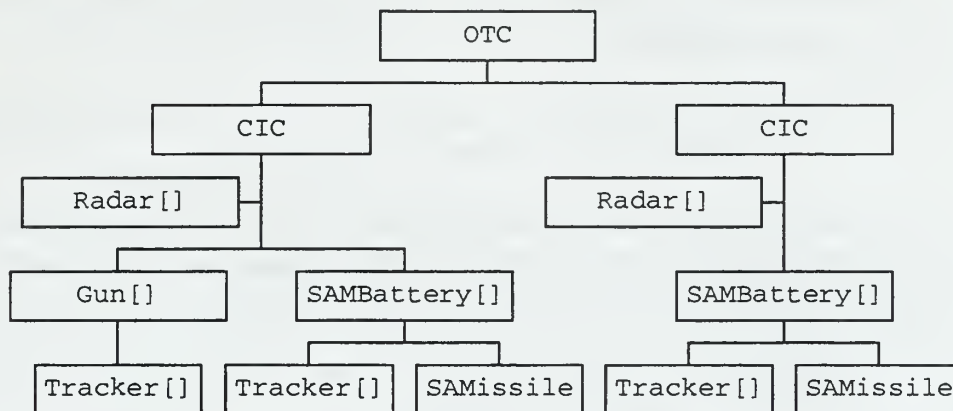 OTC
CIC
CIC
Radar[]
Radar[]
Gun[]
SAMBattery[]
SAMBattery[]
Tracker[]
Tracker[]
SAMissile
Tracker[]
SAMissile